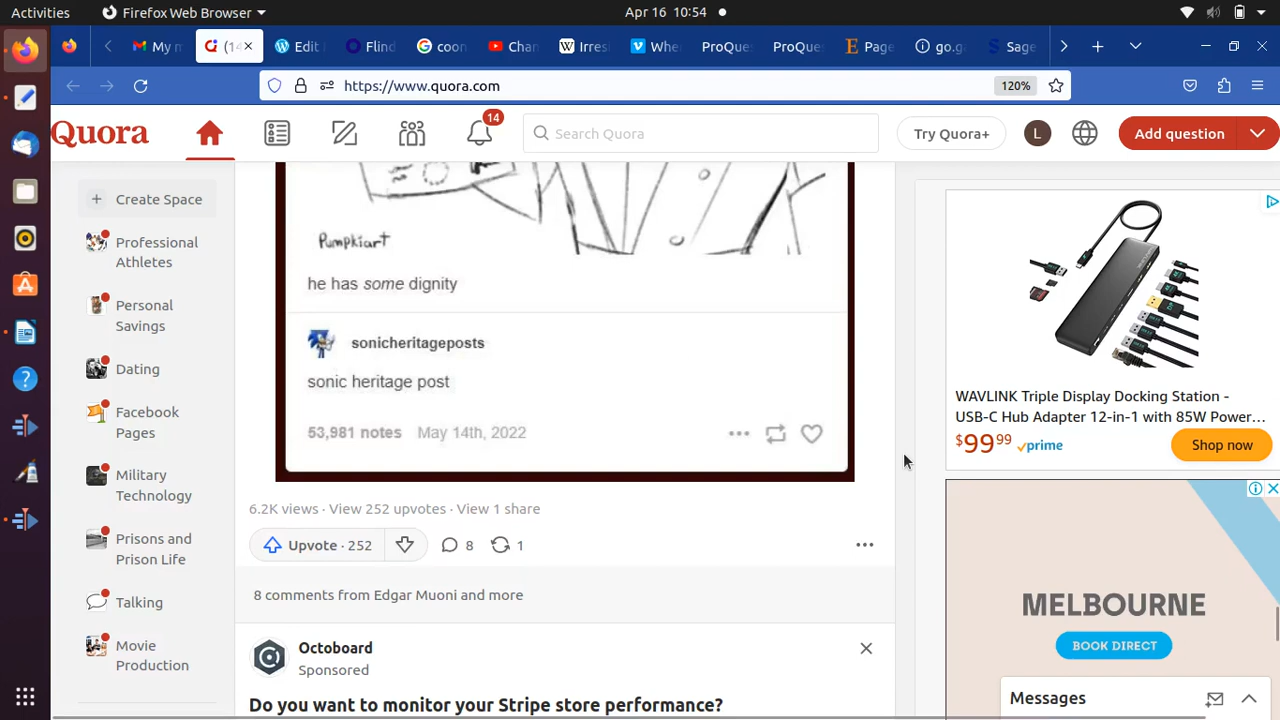 Activities
Firefox Web Browser
Apr 16 10:54
My m
(14
Edit
Flind
coon
Chan
Irres
Whe
ProQue
ProQue
Page
go.ga
Sage
https://www.quora.com
120%
Quora
14
Search Quora
Try Quora+
L
Add question
Create Space
Professional
Athletes
Personal
Savings
Dating
Facebook
Pages
Military
Technology
Prisons and
Prison Life
Talking
Movie
Production
Pumpkiart
he has some dignity
sonicheritageposts
sonic heritage post
53,981 notes May 14th, 2022
6.2K views · View 252 upvotes · View 1 share
Upvote · 252
8
1
8 comments from Edgar Muoni and more
Octoboard
Sponsored
Do you want to monitor your Stripe store performance?
WAVLINK Triple Display Docking Station -
USB-C Hub Adapter 12-in-1 with 85W Power...
$99 99 prime
Shop now
MELBOURNE
BOOK DIRECT
Messages